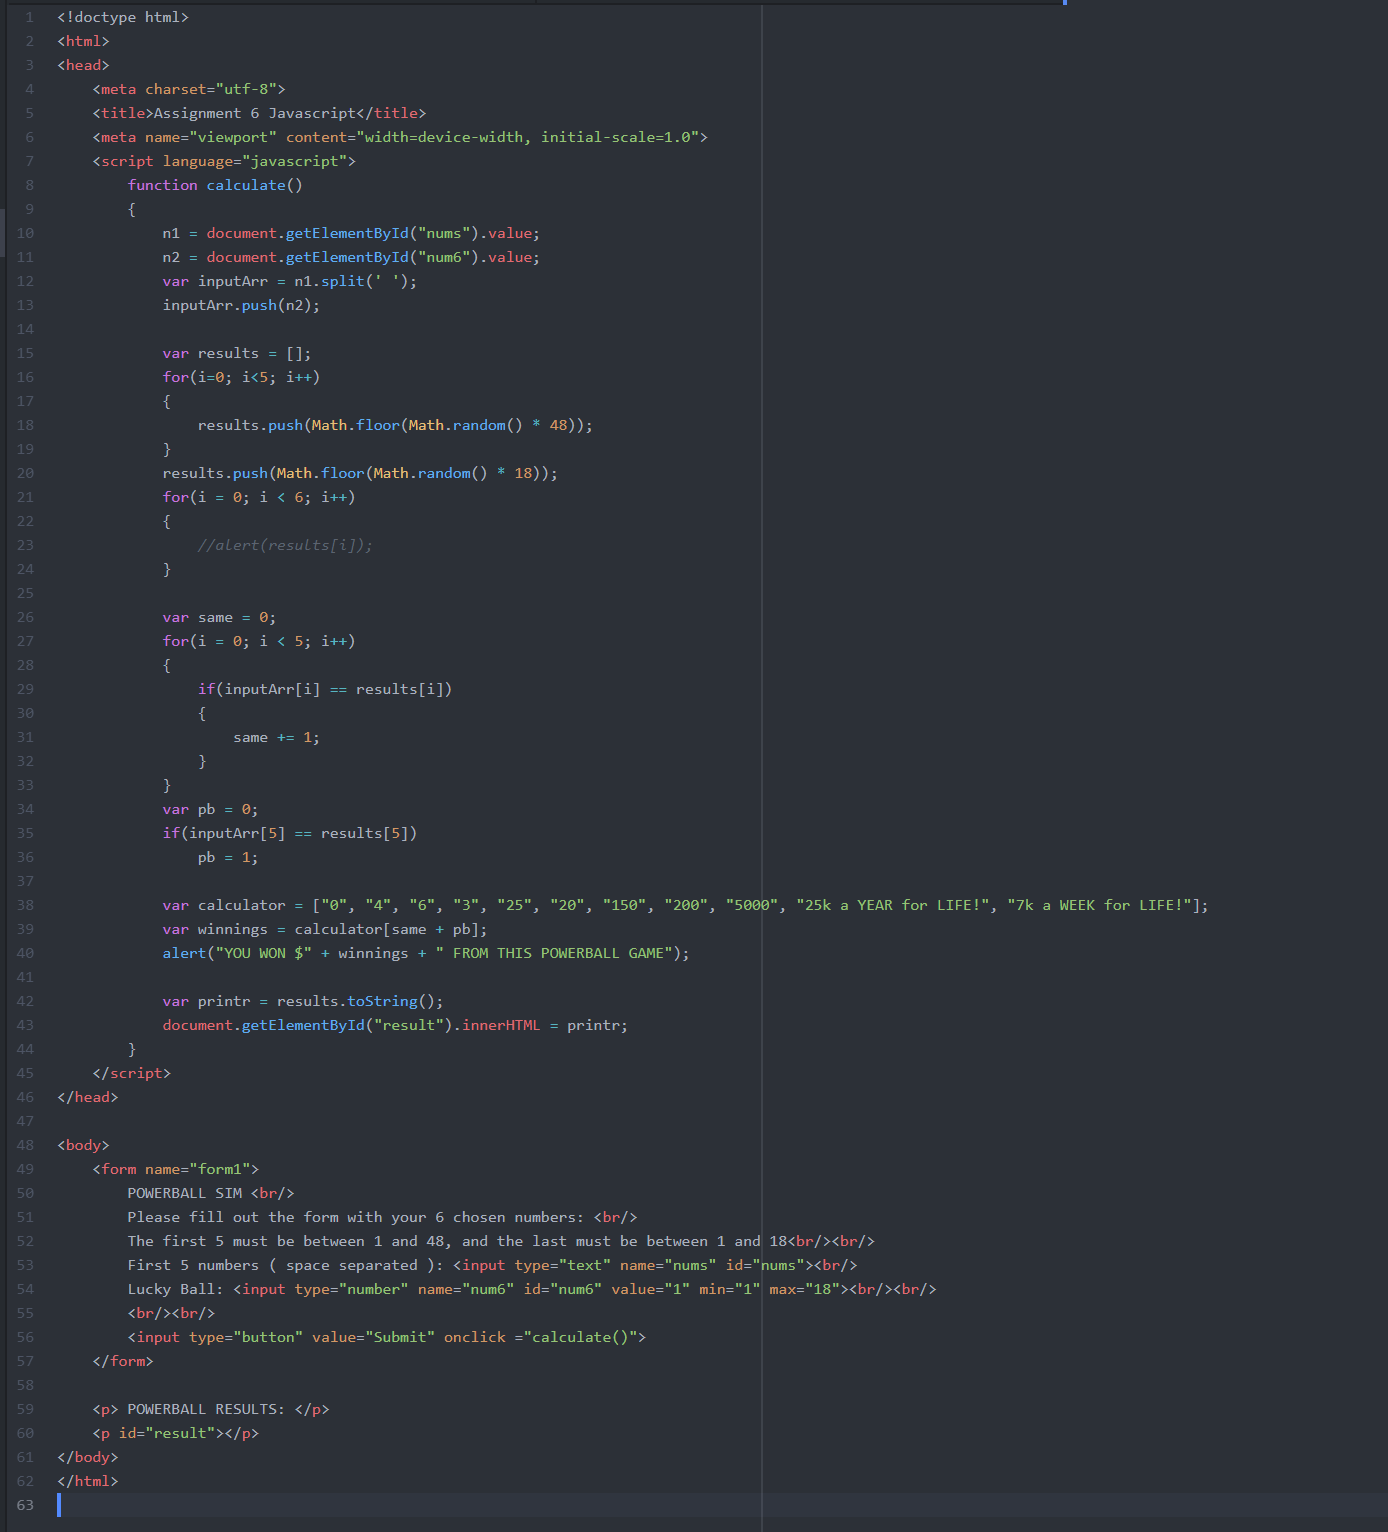 1 <!doctype html>
2 <html>
3 <head>
4     <meta charset="utf-8">
5     <title>Assignment 6 Javascript</title>
6     <meta name="viewport" content="width=device-width, initial-scale=1.0">
7     <script language="javascript">
8         function calculate()
9         {
10             n1 = document.getElementById("nums").value;
11             n2 = document.getElementById("num6").value;
12             var inputArr = n1.split(' ');
13             inputArr.push(n2);
14
15             var results = [];
16             for(i=0; i<5; i++)
17             {
18                 results.push(Math.floor(Math.random() * 48));
19             }
20             results.push(Math.floor(Math.random() * 18));
21             for(i = 0; i < 6; i++)
22             {
23                 //alert(results[i]);
24             }
25
26             var same = 0;
27             for(i = 0; i < 5; i++)
28             {
29                 if(inputArr[i] == results[i])
30                 {
31                     same += 1;
32                 }
33             }
34             var pb = 0;
35             if(inputArr[5] == results[5])
36                 pb = 1;
37
38             var calculator = ["0", "4", "6", "3", "25", "20", "150", "200", "5000", "25k a YEAR for LIFE!", "7k a WEEK for LIFE!"];
39             var winnings = calculator[same + pb];
40             alert("YOU WON $" + winnings + " FROM THIS POWERBALL GAME");
41
42             var printr = results.toString();
43             document.getElementById("result").innerHTML = printr;
44         }
45     </script>
46 </head>
47
48 <body>
49     <form name="form1">
50         POWERBALL SIM <br/>
51         Please fill out the form with your 6 chosen numbers: <br/>
52         The first 5 must be between 1 and 48, and the last must be between 1 and 18<br/><br/>
53         First 5 numbers ( space separated ): <input type="text" name="nums" id="nums"><br/>
54         Lucky Ball: <input type="number" name="num6" id="num6" value="1" min="1" max="18"><br/><br/>
55         <br/><br/>
56         <input type="button" value="Submit" onclick ="calculate()">
57     </form>
58
59     <p> POWERBALL RESULTS: </p>
60     <p id="result"></p>
61 </body>
62 </html>
63